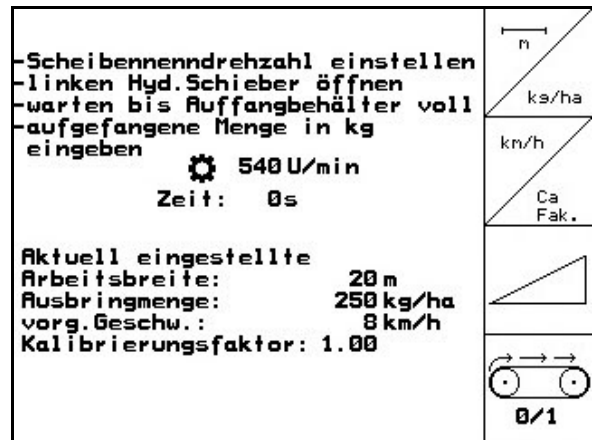 -Scheibennenndrehzahl einstellen
-linken Hyd.Schieber öffnen
-warten bis Auffangbehälter voll
-aufgefangene Menge in kg
eingeben
540 U/min
Zeit: 0s
Aktuell eingestellte
Arbeitsbreite: 20 m
Ausbringmenge: 250 kg/ha
vorg.Geschw.: 8 km/h
Kalibrierungsfaktor: 1.00
m
kg/ha
km/h
Ca
Fak.
0/1